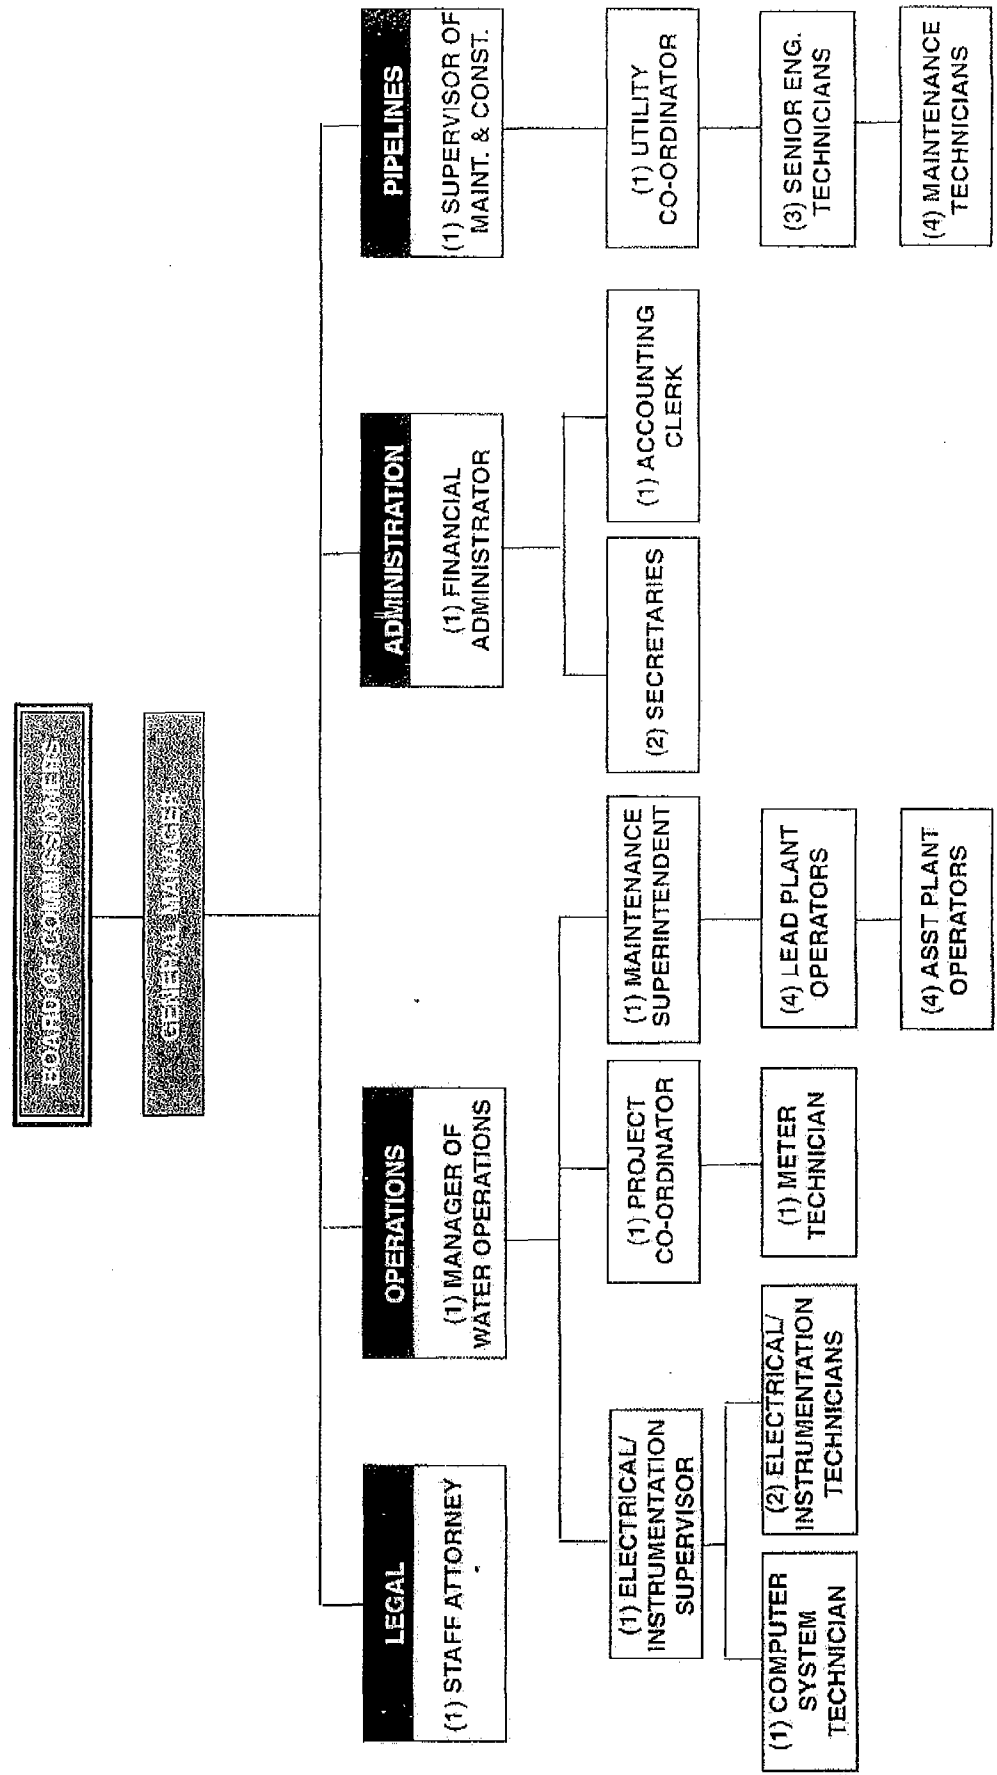 BOARD OF COMMISSIONERS
GENERAL MANAGER
LEGAL
(1) STAFF ATTORNEY
OPERATIONS
(1) MANAGER OF
WATER OPERATIONS
ADMINISTRATION
(1) FINANCIAL
ADMINISTRATOR
PIPELINES
(1) SUPERVISOR OF
MAINT. & CONST.
(1) ELECTRICAL/
INSTRUMENTATION
SUPERVISOR
(1) PROJECT
CO-ORDINATOR
(1) MAINTENANCE
SUPERINTENDENT
(2) SECRETARIES
(1) ACCOUNTING
CLERK
(1) UTILITY
CO-ORDINATOR
(1) COMPUTER
SYSTEM
TECHNICIAN
(2) ELECTRICAL/
INSTRUMENTATION
TECHNICIANS
(1) METER
TECHNICIAN
(4) LEAD PLANT
OPERATORS
(3) SENIOR ENG.
TECHNICIANS
(4) ASST PLANT
OPERATORS
(4) MAINTENANCE
TECHNICIANS